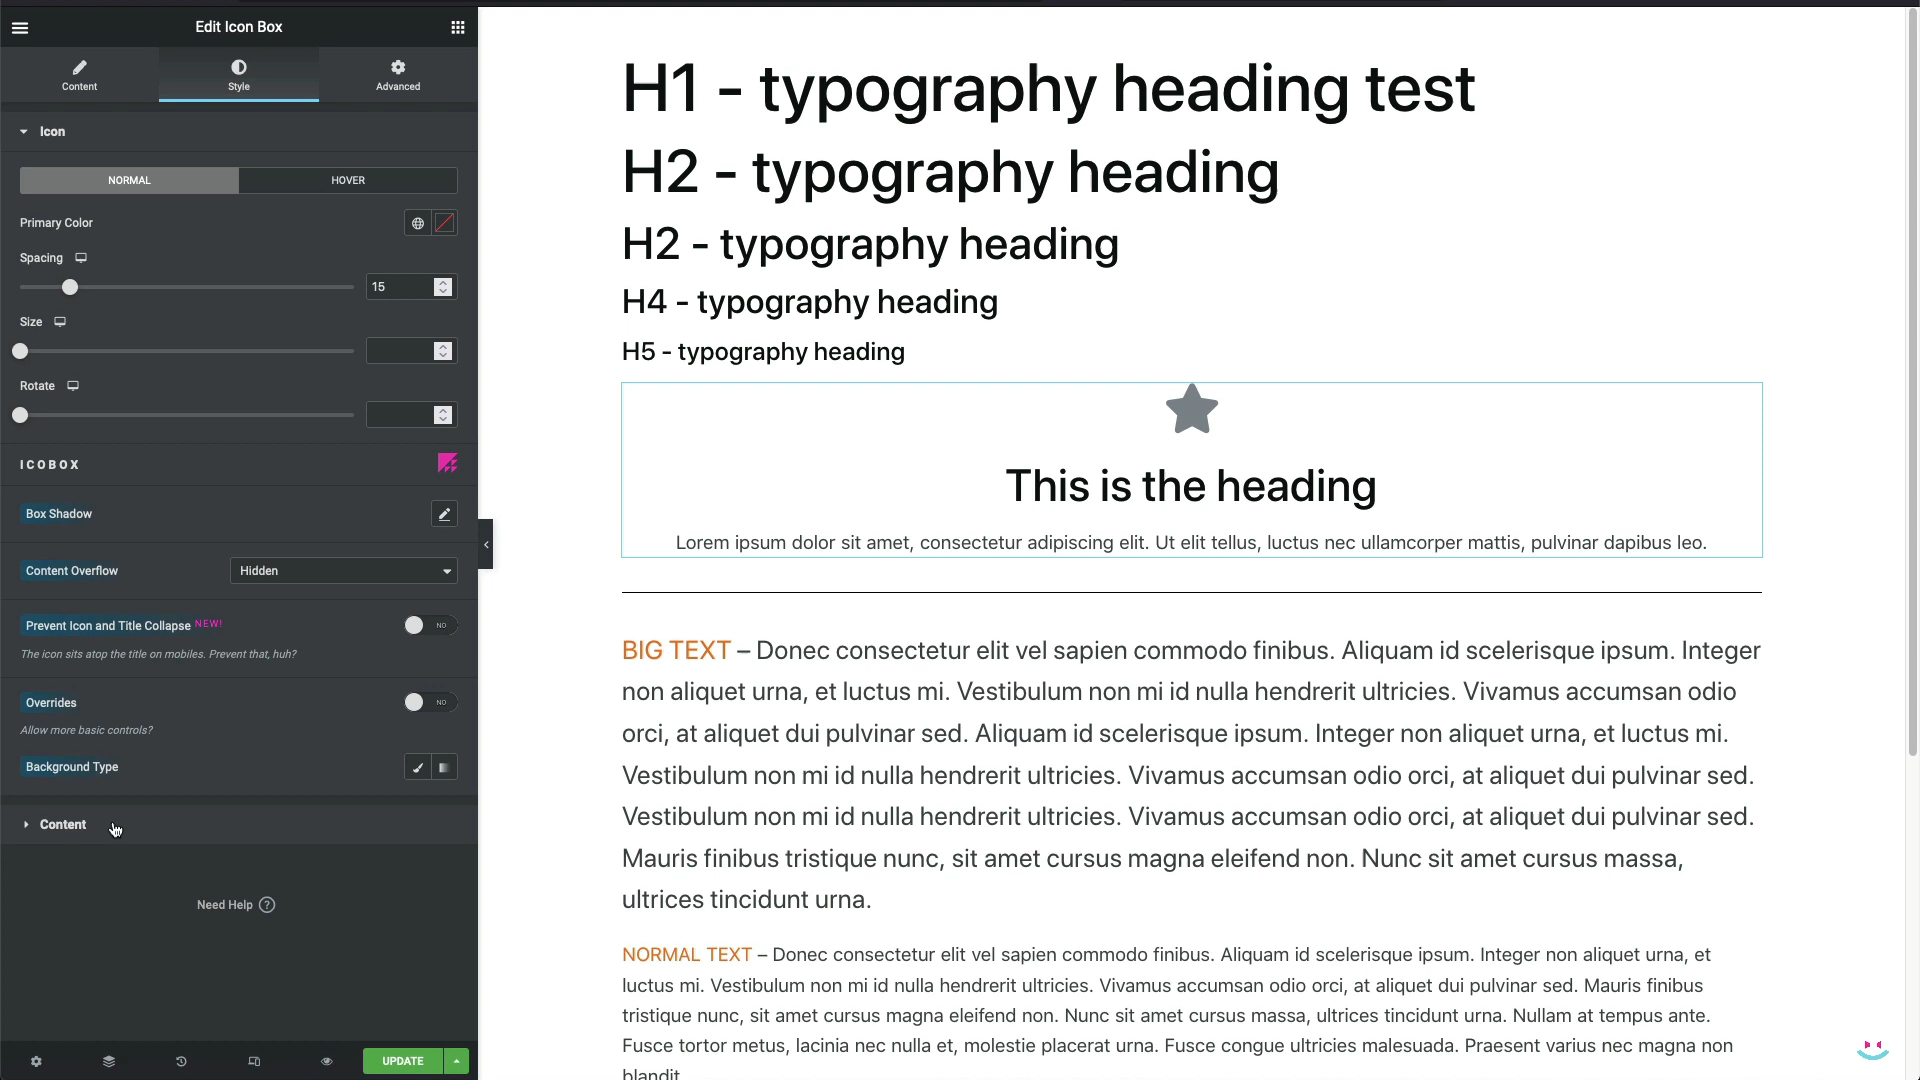 Edit Icon Box
Content
Style
Advanced
Icon
NORMAL
HOVER
Primary Color
Spacing
15
Size
Rotate
ICOBOX
Box Shadow
Content Overflow
Hidden
Prevent Icon and Title Collapse NEW!
NO
The icon sits atop the title on mobiles. Prevent that, huh?
Overrides
NO
Allow more basic controls?
Background Type
Content
Need Help ?
UPDATE
H1 - typography heading test
H2 - typography heading
H2 - typography heading
H4 - typography heading
H5 - typography heading
This is the heading
Lorem ipsum dolor sit amet, consectetur adipiscing elit. Ut elit tellus, luctus nec ullamcorper mattis, pulvinar dapibus leo.
BIG TEXT – Donec consectetur elit vel sapien commodo finibus. Aliquam id scelerisque ipsum. Integer
non aliquet urna, et luctus mi. Vestibulum non mi id nulla hendrerit ultricies. Vivamus accumsan odio
orci, at aliquet dui pulvinar sed. Aliquam id scelerisque ipsum. Integer non aliquet urna, et luctus mi.
Vestibulum non mi id nulla hendrerit ultricies. Vivamus accumsan odio orci, at aliquet dui pulvinar sed.
Vestibulum non mi id nulla hendrerit ultricies. Vivamus accumsan odio orci, at aliquet dui pulvinar sed.
Mauris finibus tristique nunc, sit amet cursus magna eleifend non. Nunc sit amet cursus massa,
ultrices tincidunt urna.
NORMAL TEXT – Donec consectetur elit vel sapien commodo finibus. Aliquam id scelerisque ipsum. Integer non aliquet urna, et
luctus mi. Vestibulum non mi id nulla hendrerit ultricies. Vivamus accumsan odio orci, at aliquet dui pulvinar sed. Mauris finibus
tristique nunc, sit amet cursus magna eleifend non. Nunc sit amet cursus massa, ultrices tincidunt urna. Nullam at tempus ante.
Fusce tortor metus, lacinia nec nulla et, molestie placerat urna. Fusce congue ultricies malesuada. Praesent varius nec magna non
blandit